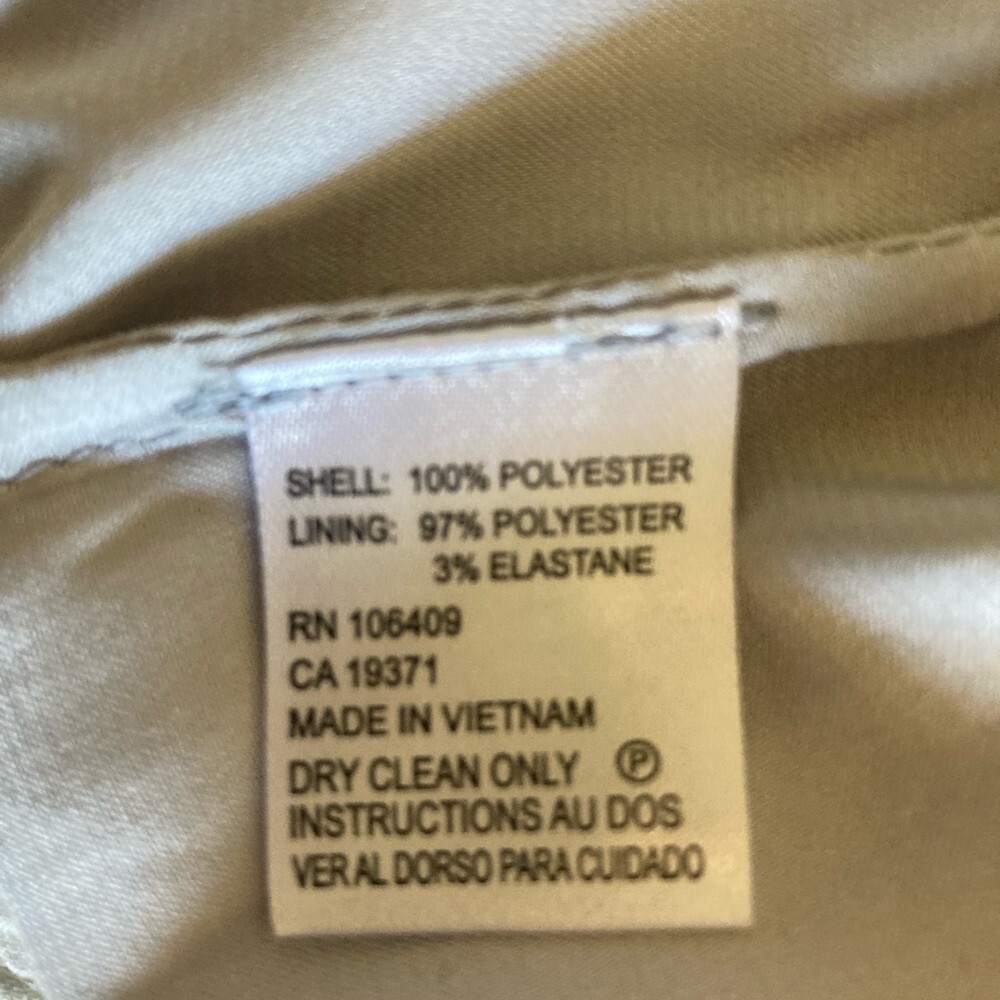 SHELL: 100% POLYESTER
LINING: 97% POLYESTER
3% ELASTANE
RN 106409
CA 19371
MADE IN VIETNAM
DRY CLEAN ONLY Ⓟ
INSTRUCTIONS AU DOS
VER AL DORSO PARA CUIDADO